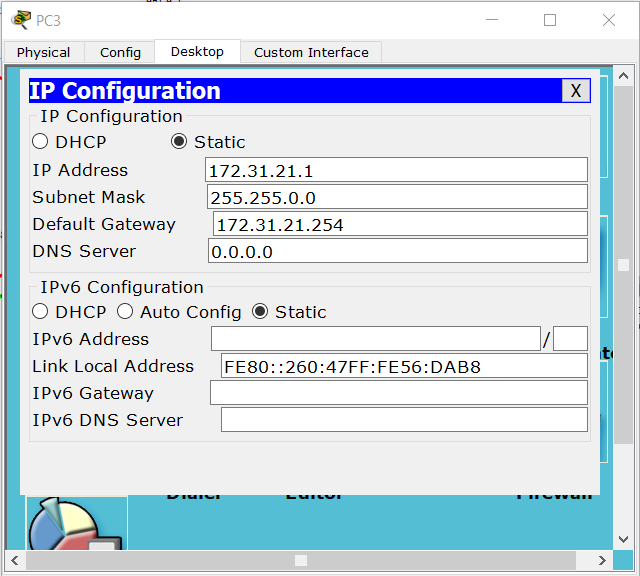 PC3
Physical Config Desktop Custom Interface
IP Configuration X
IP Configuration
DHCP Static
IP Address 172.31.21.1
Subnet Mask 255.255.0.0
Default Gateway 172.31.21.254
DNS Server 0.0.0.0
IPv6 Configuration
DHCP Auto Config Static
IPv6 Address /
Link Local Address FE80::260:47FF:FE56:DAB8
IPv6 Gateway
IPv6 DNS Server
Dialer Editor Firewall